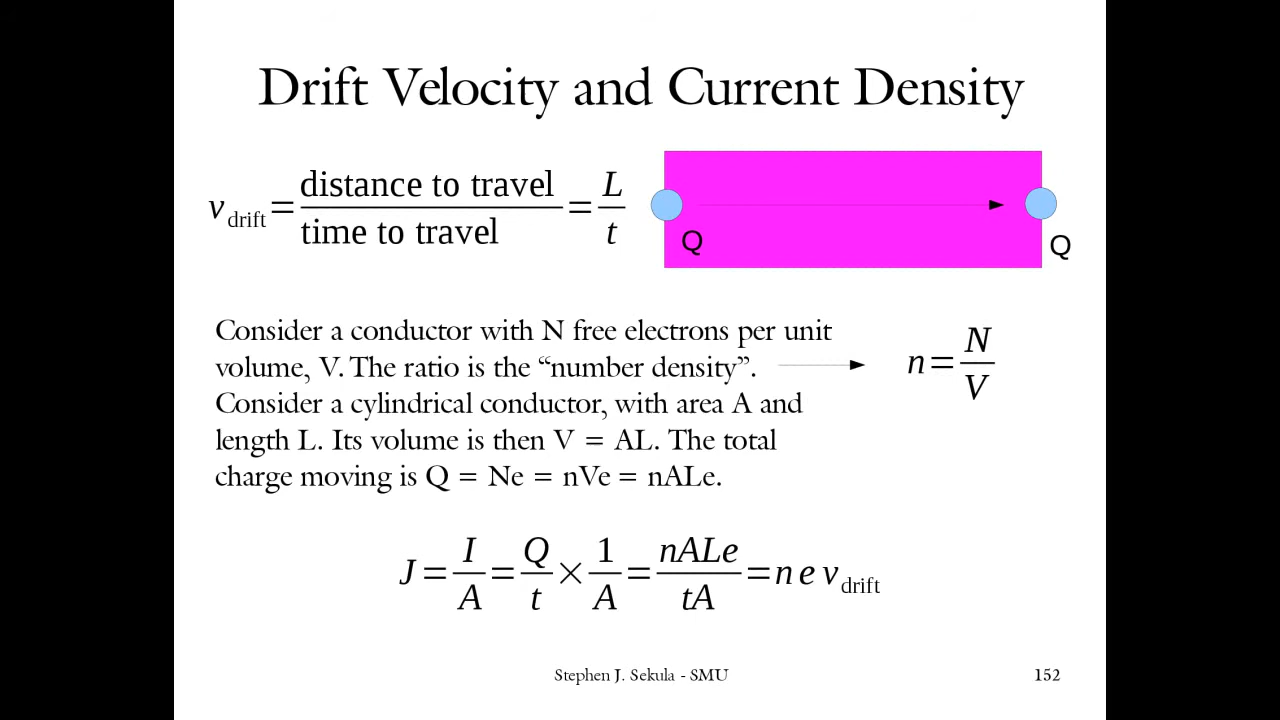 Drift Velocity and Current Density
v drift = distance to travel / time to travel = L / t
Q
Q
Consider a conductor with N free electrons per unit
volume, V. The ratio is the “number density”.
n = N / V
Consider a cylindrical conductor, with area A and
length L. Its volume is then V = AL. The total
charge moving is Q = Ne = nVe = nALe.
J = I / A = Q / t × 1 / A = nALe / tA = n e v drift
Stephen J. Sekula - SMU
152